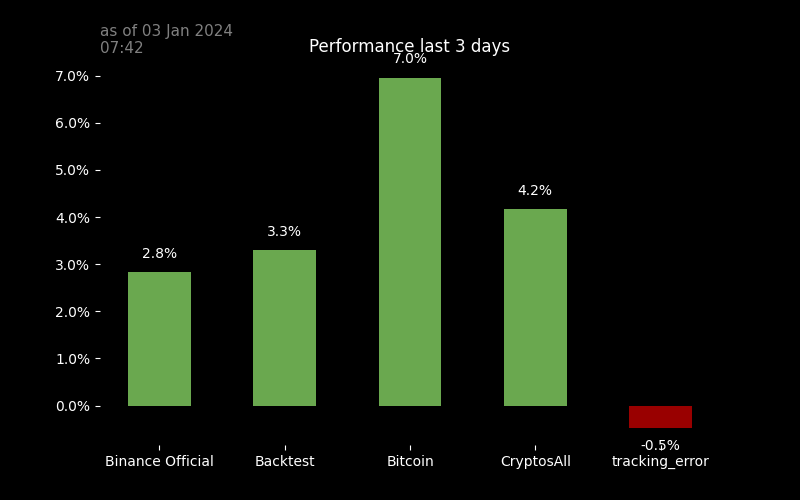 as of 03 Jan 2024
07:42
Performance last 3 days
7.0%
7.0%
6.0%
5.0%
4.2%
4.0%
3.3%
3.0%
2.8%
2.0%
1.0%
0.0%
-0.5%
Binance Official
Backtest
Bitcoin
CryptosAll
tracking_error